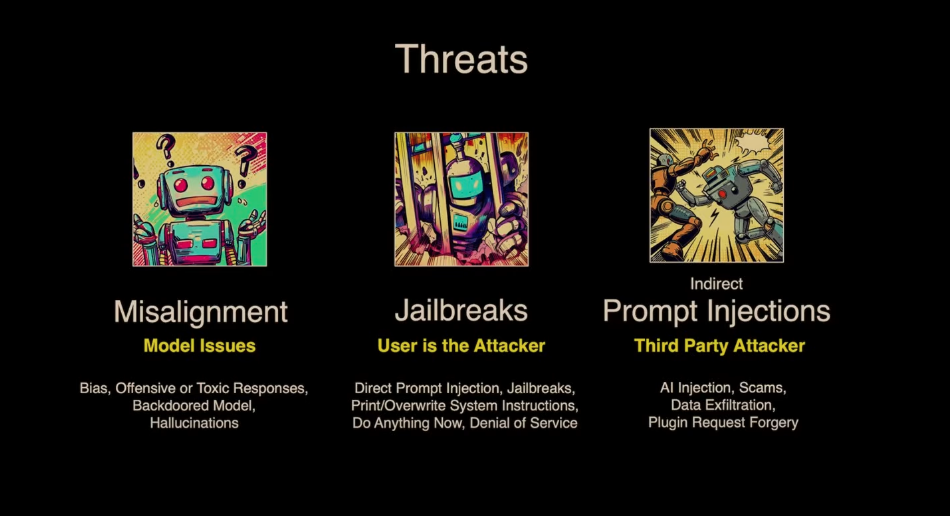 Threats
Misalignment
Model Issues
Bias, Offensive or Toxic Responses,
Backdoored Model,
Hallucinations
Jailbreaks
User is the Attacker
Direct Prompt Injection, Jailbreaks,
Print/Overwrite System Instructions,
Do Anything Now, Denial of Service
Indirect
Prompt Injections
Third Party Attacker
AI Injection, Scams,
Data Exfiltration,
Plugin Request Forgery